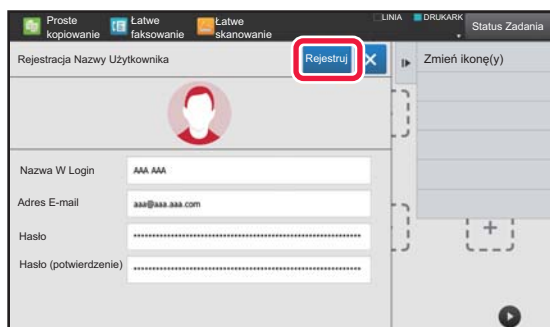 Proste kopiowanie
Łatwe faksowanie
Łatwe skanowanie
LINIA
DRUKARK
Status Zadania
Rejestracja Nazwy Użytkownika
Rejestruj
Zmień ikonę(y)
Nazwa W Login
AAA AAA
Adres E-mail
aaa@aaa.aaa.com
Hasło
Hasło (potwierdzenie)